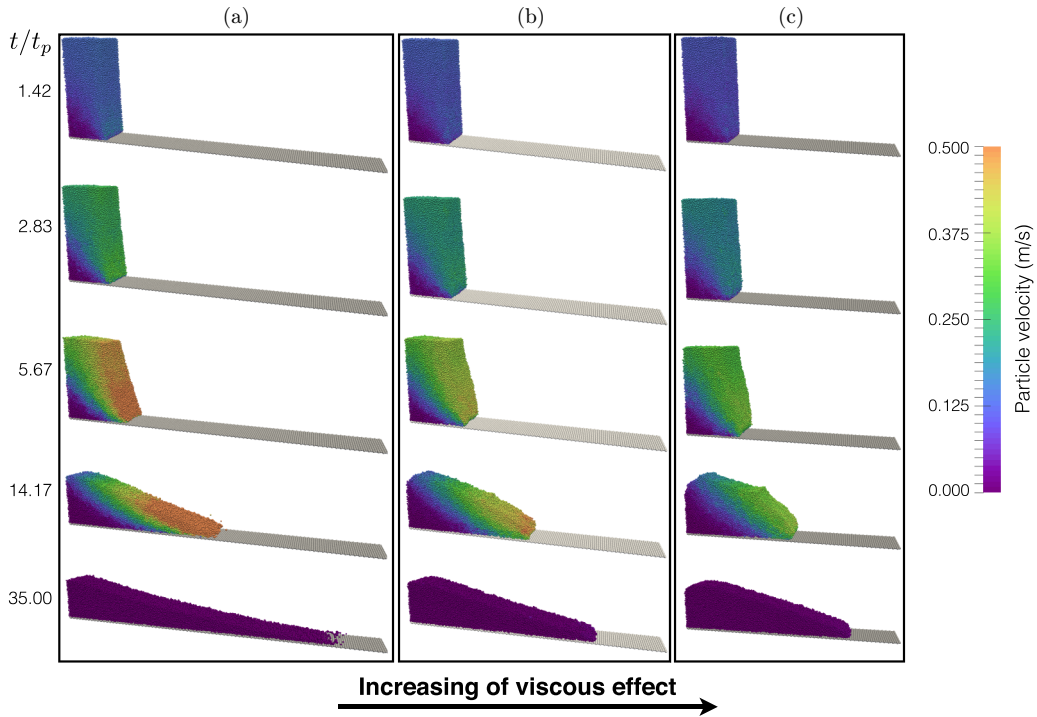 (a) (b) (c)
t/t_p
1.42
2.83
5.67
14.17
35.00
0.500
0.375
0.250
0.125
0.000
Particle velocity (m/s)
Increasing of viscous effect